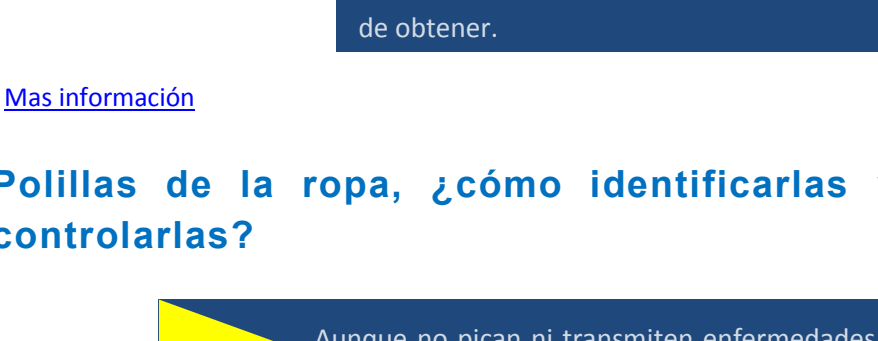 de obtener.
Mas información
Polillas de la ropa, ¿cómo identificarlas
controlarlas?
Aunque no pican ni transmiten enfermedades